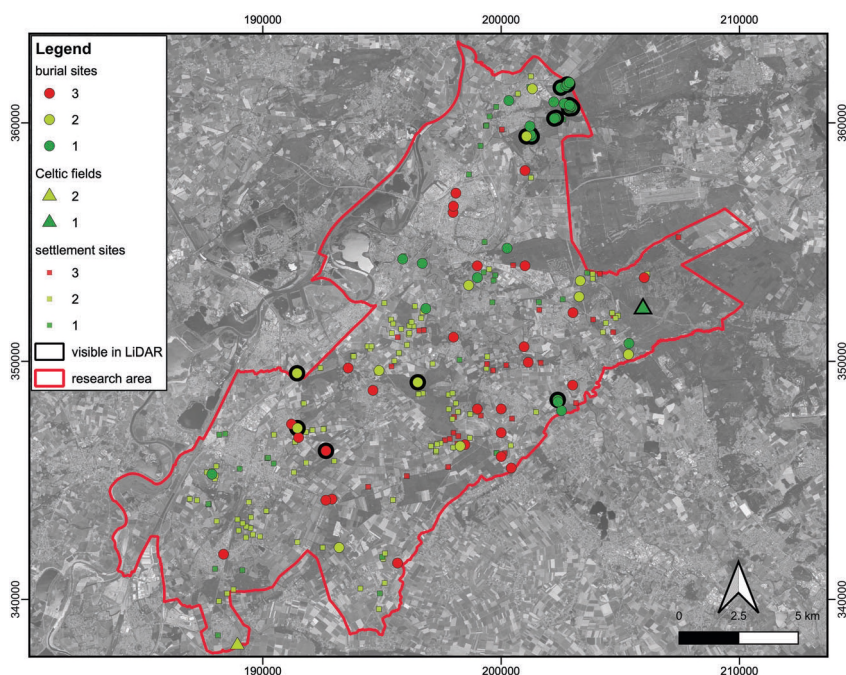 190000 200000 210000
Legend
burial sites
3
2
1
Celtic fields
2
1
settlement sites
3
2
1
visible in LiDAR
research area
360000 360000
350000 350000
340000 340000
0 2.5 5 km
190000 200000 210000